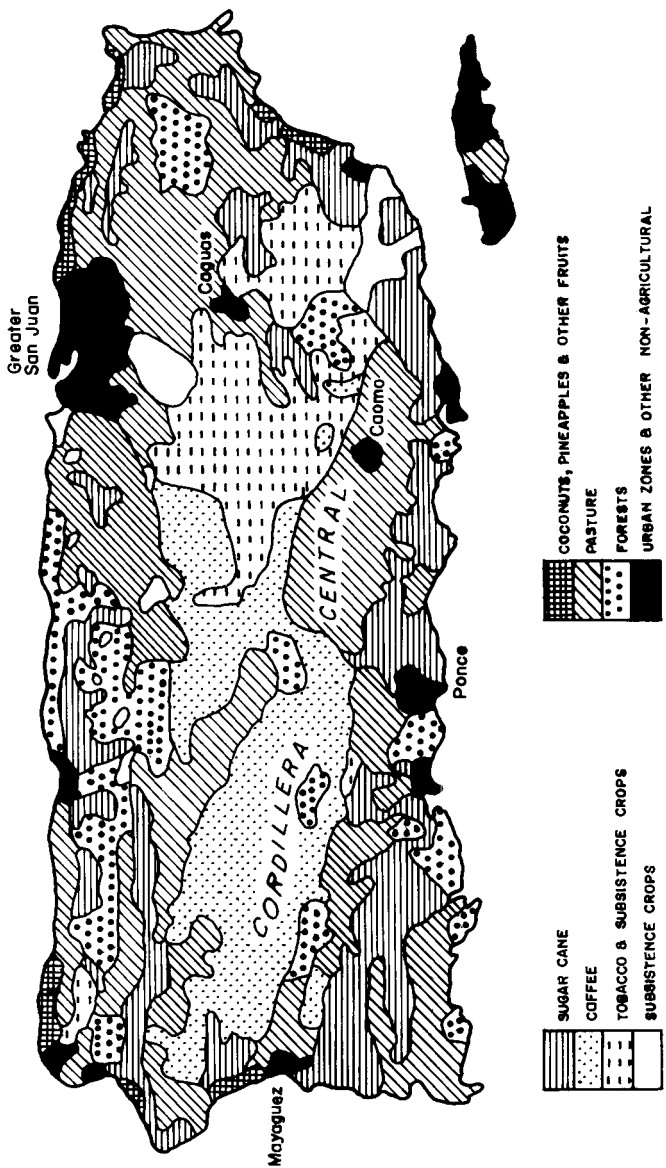 Greater
San Juan
Caguas
Caomo
CENTRAL
CORDILLERA
Ponce
Mayaguez
SUGAR CANE
COFFEE
TOBACCO & SUBSISTENCE CROPS
SUBSISTENCE CROPS
COCONUTS, PINEAPPLES & OTHER FRUITS
PASTURE
FORESTS
URBAN ZONES & OTHER NON-AGRICULTURAL